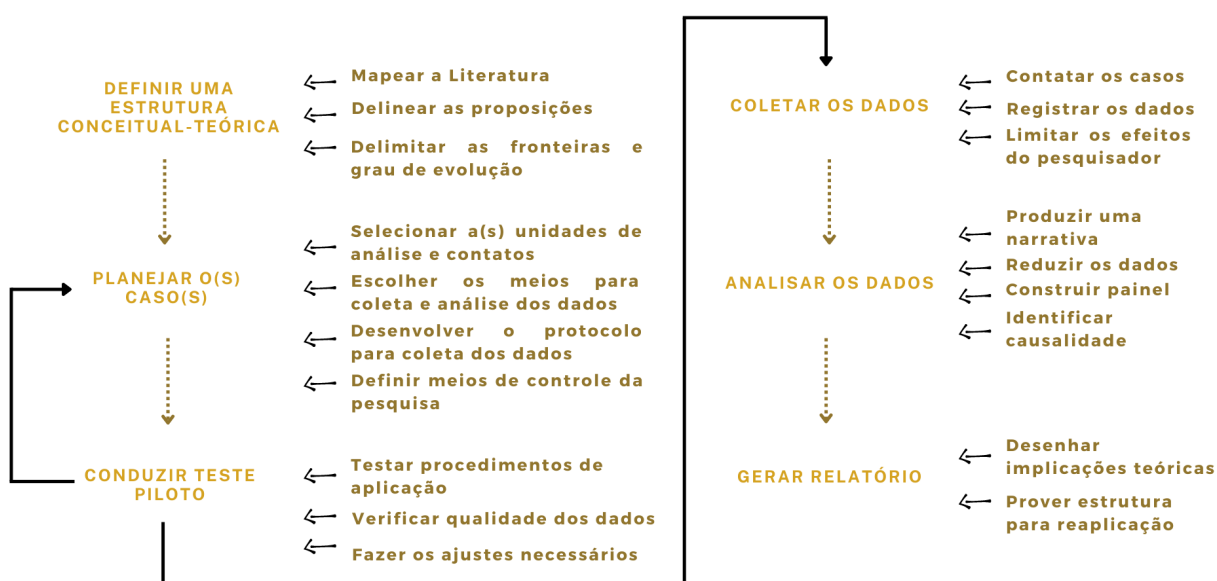 DEFINIR UMA
ESTRUTURA
CONCEITUAL-TEÓRICA
Mapear a Literatura
Delinear as proposições
Delimitar as fronteiras e
grau de evolução
PLANEJAR O(S)
CASO(S)
Selecionar a(s) unidades de
análise e contatos
Escolher os meios para
coleta e análise dos dados
Desenvolver o protocolo
para coleta dos dados
Definir meios de controle da
pesquisa
CONDUZIR TESTE
PILOTO
Testar procedimentos de
aplicação
Verificar qualidade dos dados
Fazer os ajustes necessários
COLETAR OS DADOS
Contatar os casos
Registrar os dados
Limitar os efeitos
do pesquisador
ANALISAR OS DADOS
Produzir uma
narrativa
Reduzir os dados
Construir painel
Identificar
causalidade
GERAR RELATÓRIO
Desenhar
implicações teóricas
Prover estrutura
para reaplicação